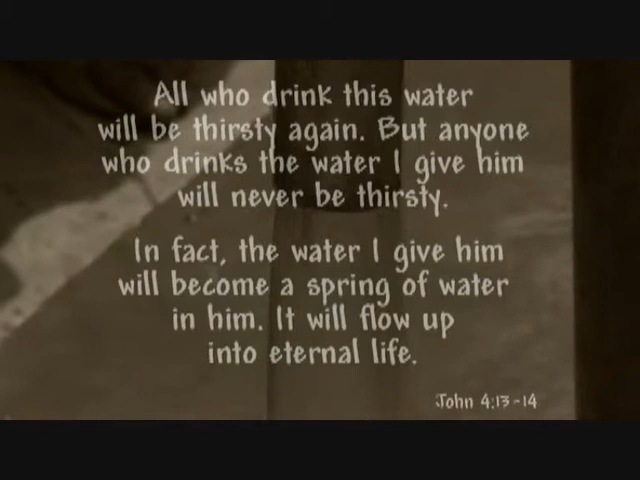 All who drink this water
will be thirsty again. But anyone
who drinks the water I give him
will never be thirsty.
In fact, the water I give him
will become a spring of water
in him. It will flow up
into eternal life.
John 4:13-14